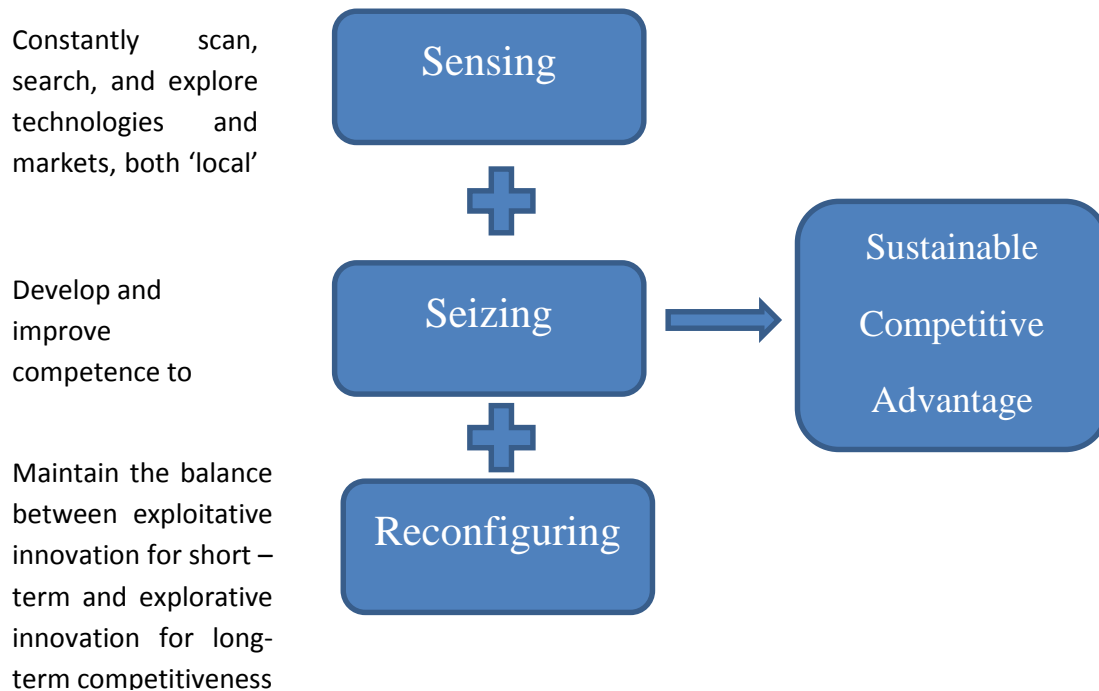 Constantly scan,
search, and explore
technologies and
markets, both ‘local’
Sensing
Develop and
improve
competence to
Seizing
Sustainable
Competitive
Advantage
Maintain the balance
between exploitative
innovation for short –
term and explorative
innovation for long-
term competitiveness
Reconfiguring